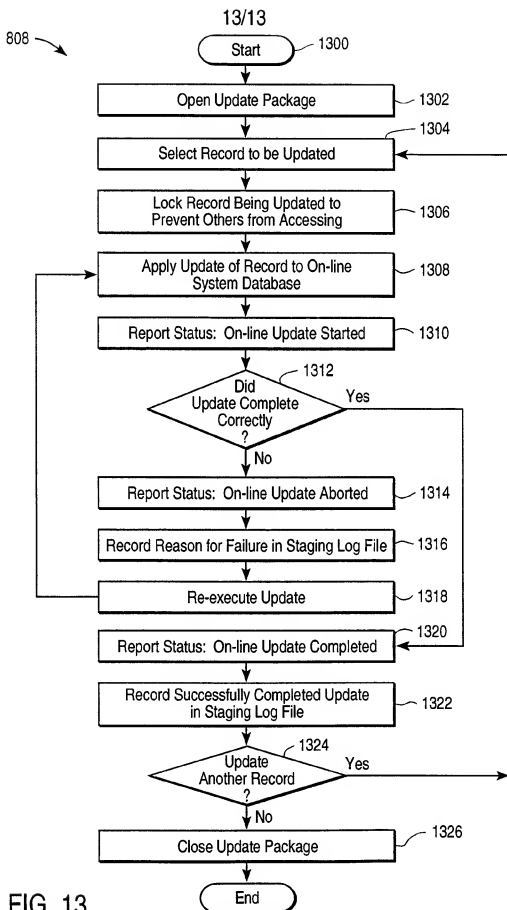 13/13
808
Start
1300
Open Update Package
1302
1304
Select Record to be Updated
Lock Record Being Updated to
Prevent Others from Accessing
1306
Apply Update of Record to On-line
System Database
1308
Report Status: On-line Update Started
1310
1312
Did
Update Complete
Correctly
?
Yes
No
Report Status: On-line Update Aborted
1314
Record Reason for Failure in Staging Log File
1316
Re-execute Update
1318
1320
Report Status: On-line Update Completed
Record Successfully Completed Update
in Staging Log File
1322
1324
Update
Another Record
?
Yes
No
Close Update Package
1326
End
FIG. 13